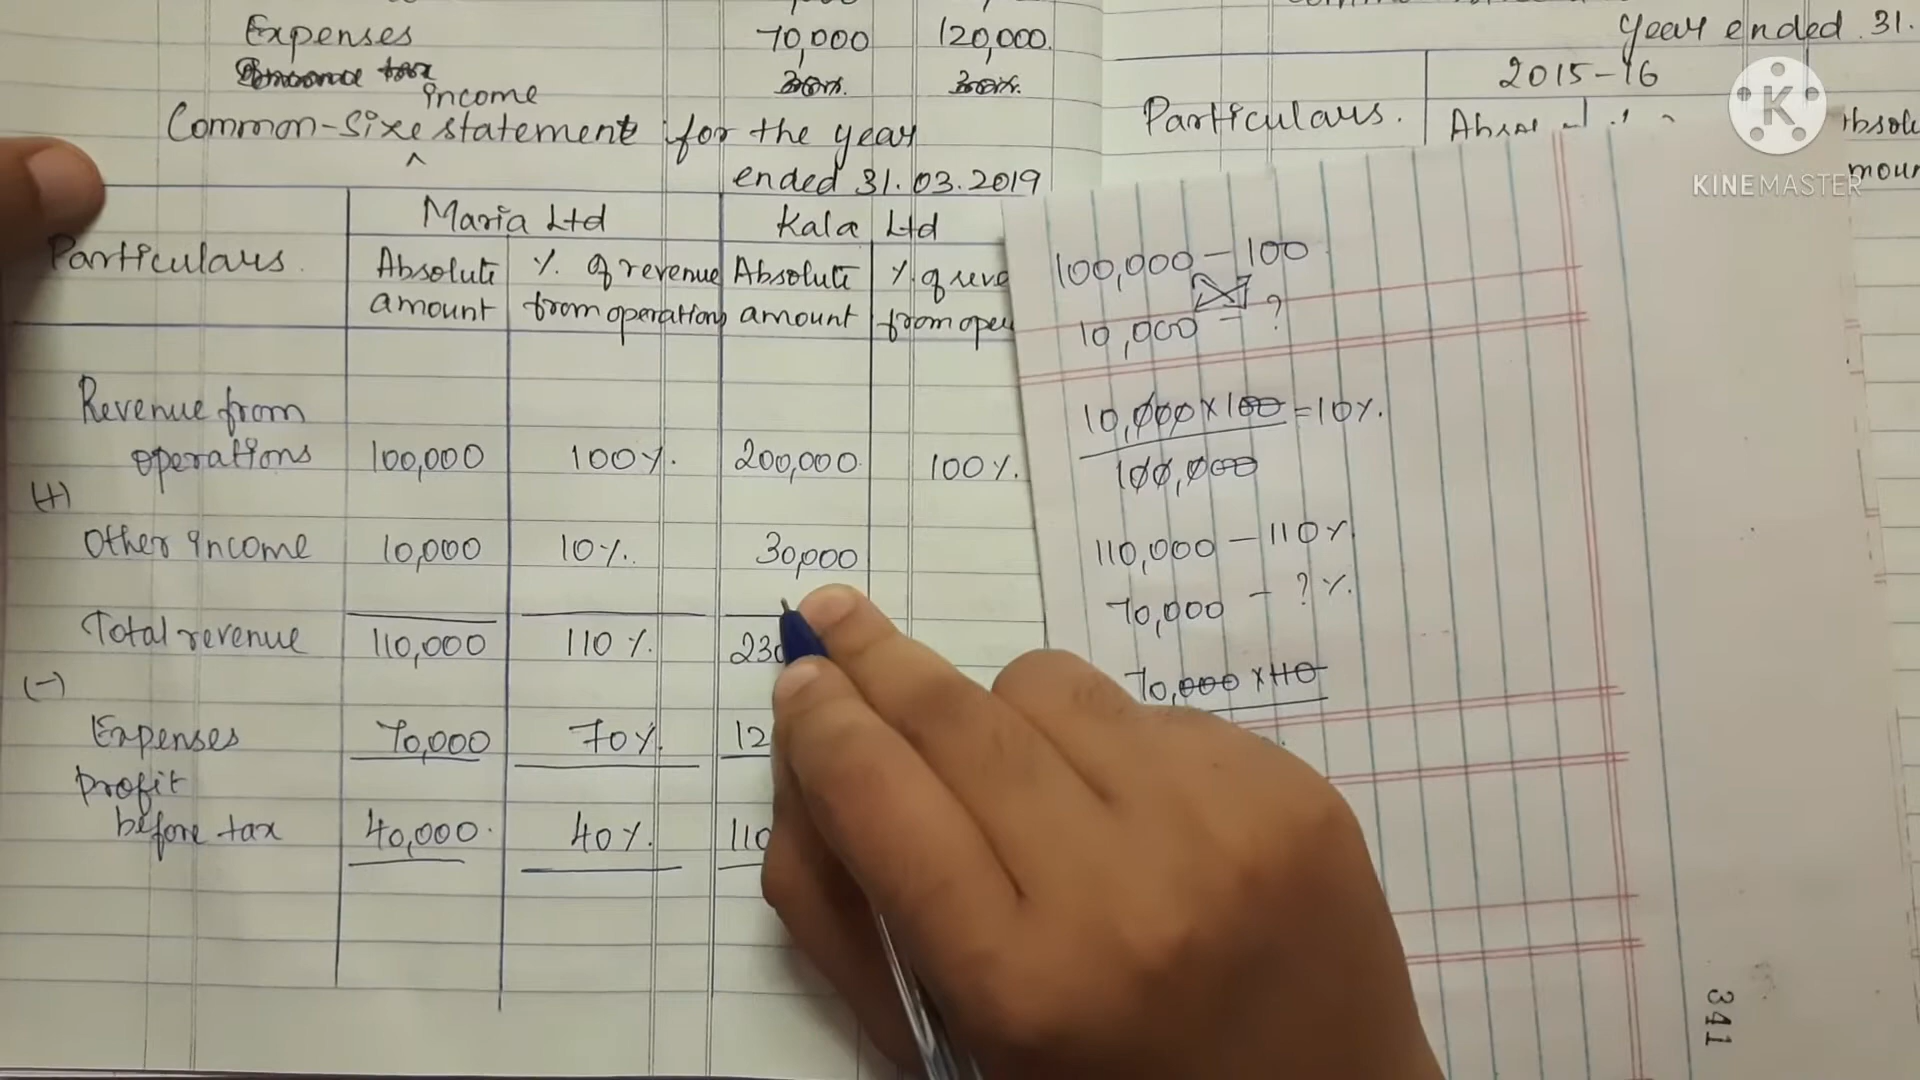 Expenses 70,000 120,000
income
Common-Size statement for the year
^
ended 31.03.2019
Particulars. Maria Ltd Kala Ltd
Absolute amount % of revenue from operations Absolute amount
Revenue from
operations 100,000 100%. 200,000 100%.
(+)
Other income 10,000 10%. 30,000
Total revenue 110,000 110%.
(-)
Expenses 70,000 70%.
Profit
before tax 40,000. 40%.
year ended 31.
2015-16
Particulars.
KINEMASTER
100,000 - 100
10,000 - ?
10,000 x 100 = 10%.
100,000
110,000 - 110%
70,000 - ?%.
70,000 x 110
341